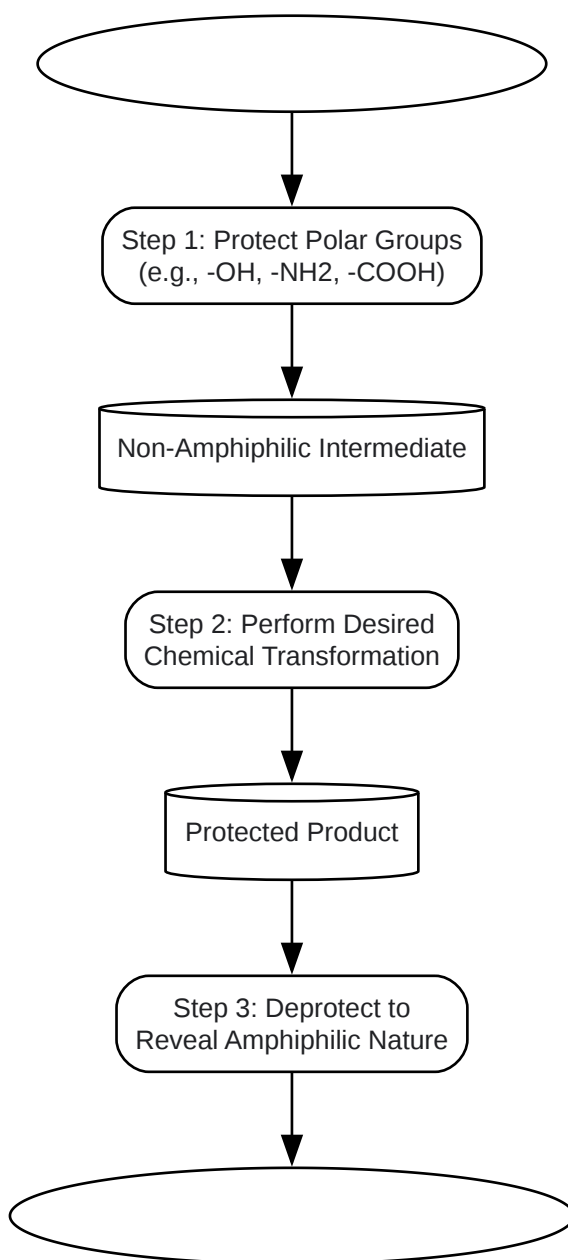 Step 1: Protect Polar Groups
(e.g., -OH, -NH2, -COOH)
Non-Amphiphilic Intermediate
Step 2: Perform Desired
Chemical Transformation
Protected Product
Step 3: Deprotect to
Reveal Amphiphilic Nature